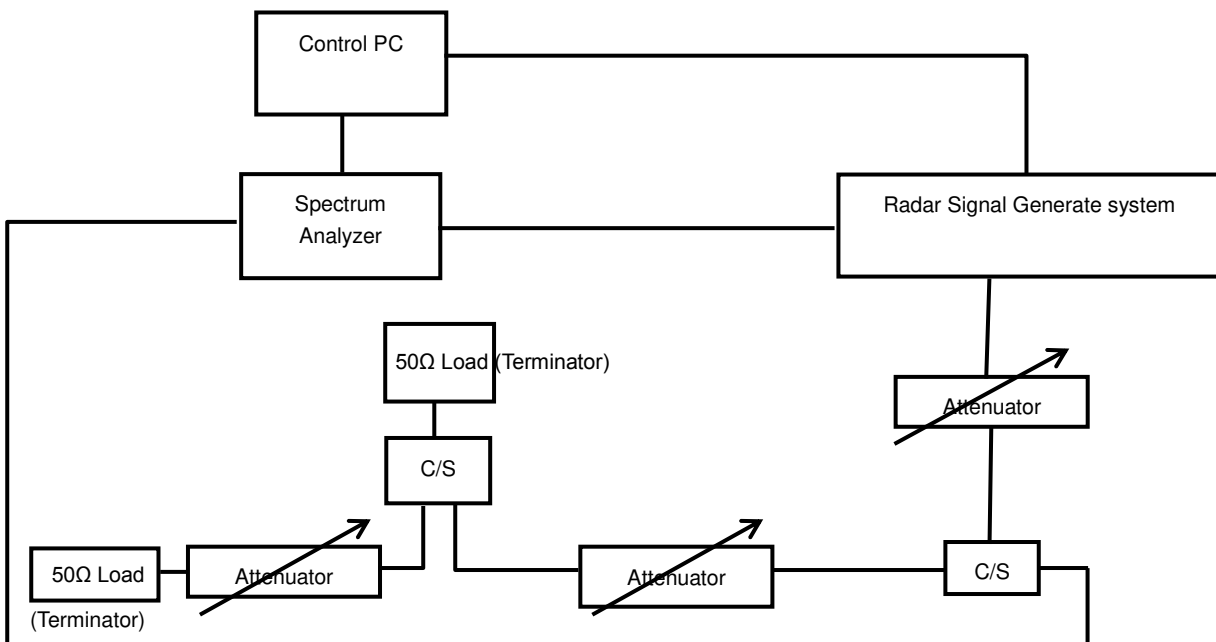 Control PC
Spectrum
Analyzer
Radar Signal Generate system
50Ω Load (Terminator)
Attenuator
C/S
50Ω Load
(Terminator)
Attenuator
Attenuator
C/S